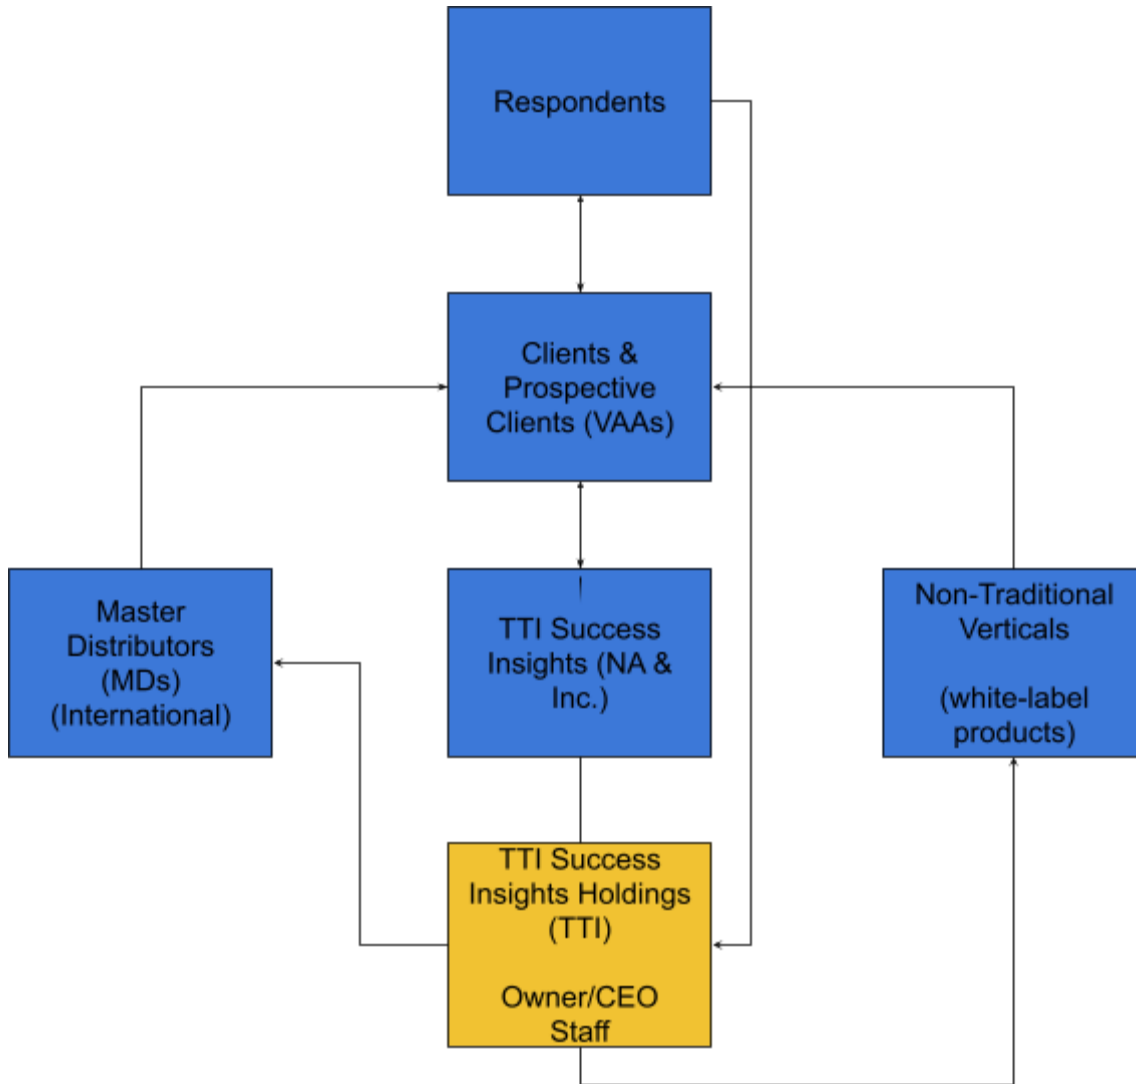 Respondents
Clients &
Prospective
Clients (VAAs)
Master
Distributors
(MDs)
(International)
TTI Success
Insights (NA &
Inc.)
Non-Traditional
Verticals
(white-label
products)
TTI Success
Insights Holdings
(TTI)
Owner/CEO
Staff